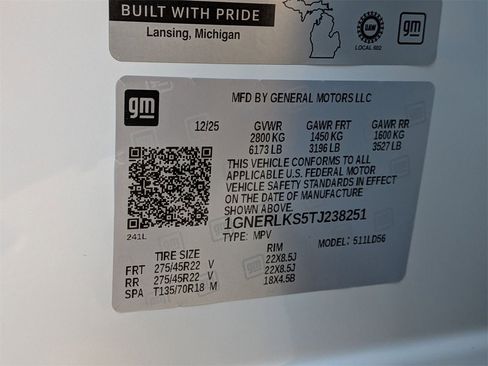 BUILT WITH PRIDE
Lansing, Michigan
UAW
LOCAL 602
gm
gm
MFD BY GENERAL MOTORS LLC
12/25 GVWR GAWR FRT GAWR RR
2800 KG 1450 KG 1600 KG
6173 LB 3196 LB 3527 LB
THIS VEHICLE CONFORMS TO ALL
APPLICABLE U.S. FEDERAL MOTOR
VEHICLE SAFETY STANDARDS IN EFFECT
ON THE DATE OF MANUFACTURE
SHOWN ABOVE.
1GNERLKS5TJ238251
TYPE: MPV MODEL: 511LD56
241L
TIRE SIZE RIM
FRT 275/45R22 V 22X8.5J
RR 275/45R22 V 22X8.5J
SPA T135/70R18 M 18X4.5B